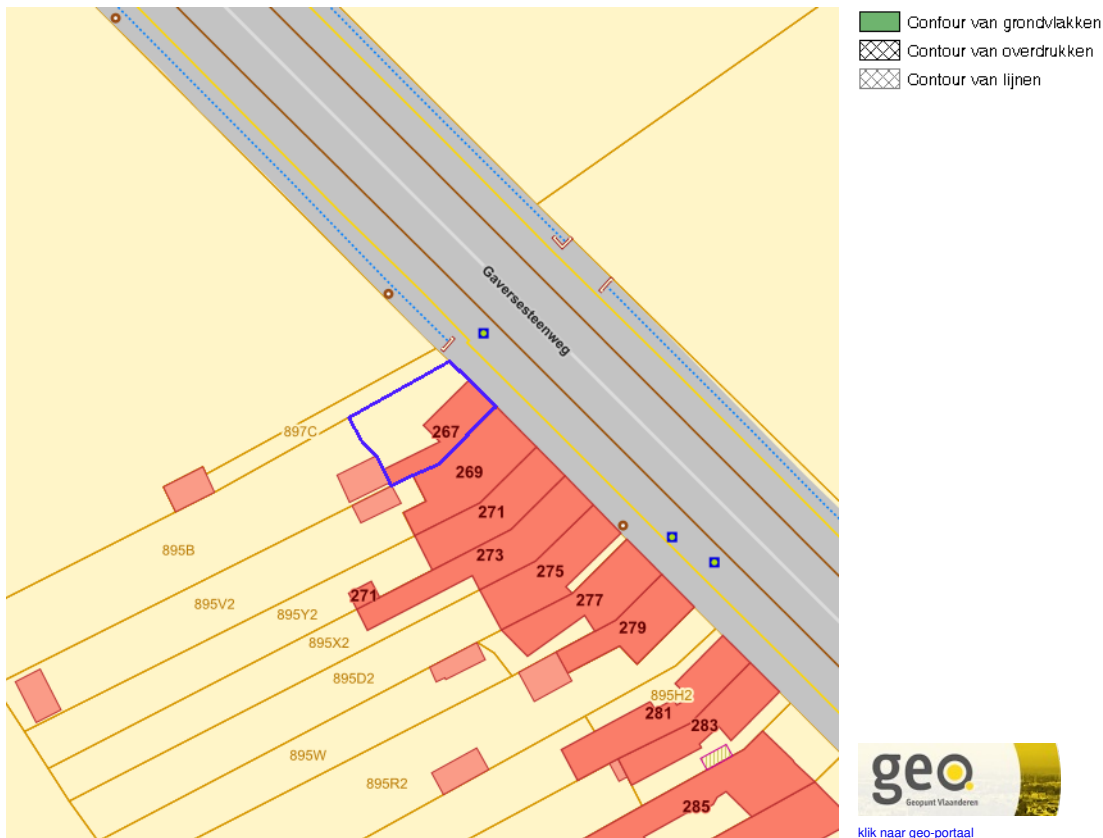 Contour van grondvlakken
Contour van overdrukken
Contour van lijnen
Gaversesteenweg
897C
267
269
271
895B
273
275
895V2
271
277
895Y2
279
895X2
895D2
895H2
281
283
895W
895R2
285
geo.
Geopunt Vlaanderen
klik naar geo-portaal